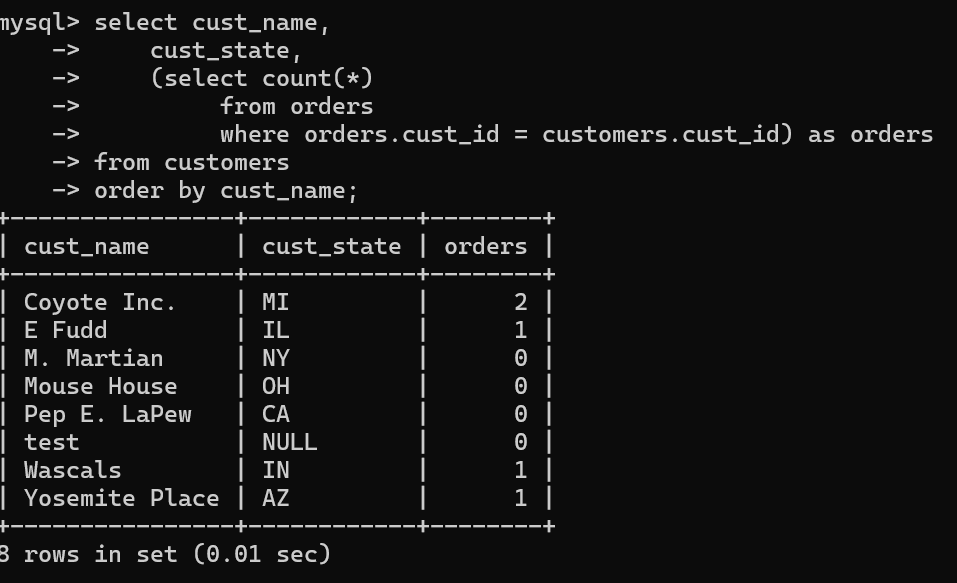 mysql> select cust_name,
    ->     cust_state,
    ->     (select count(*)
    ->          from orders
    ->          where orders.cust_id = customers.cust_id) as orders
    -> from customers
    -> order by cust_name;
+----------------+------------+--------+
| cust_name      | cust_state | orders |
+----------------+------------+--------+
| Coyote Inc.    | MI         |      2 |
| E Fudd         | IL         |      1 |
| M. Martian     | NY         |      0 |
| Mouse House    | OH         |      0 |
| Pep E. LaPew   | CA         |      0 |
| test           | NULL       |      0 |
| Wascals        | IN         |      1 |
| Yosemite Place | AZ         |      1 |
+----------------+------------+--------+
8 rows in set (0.01 sec)